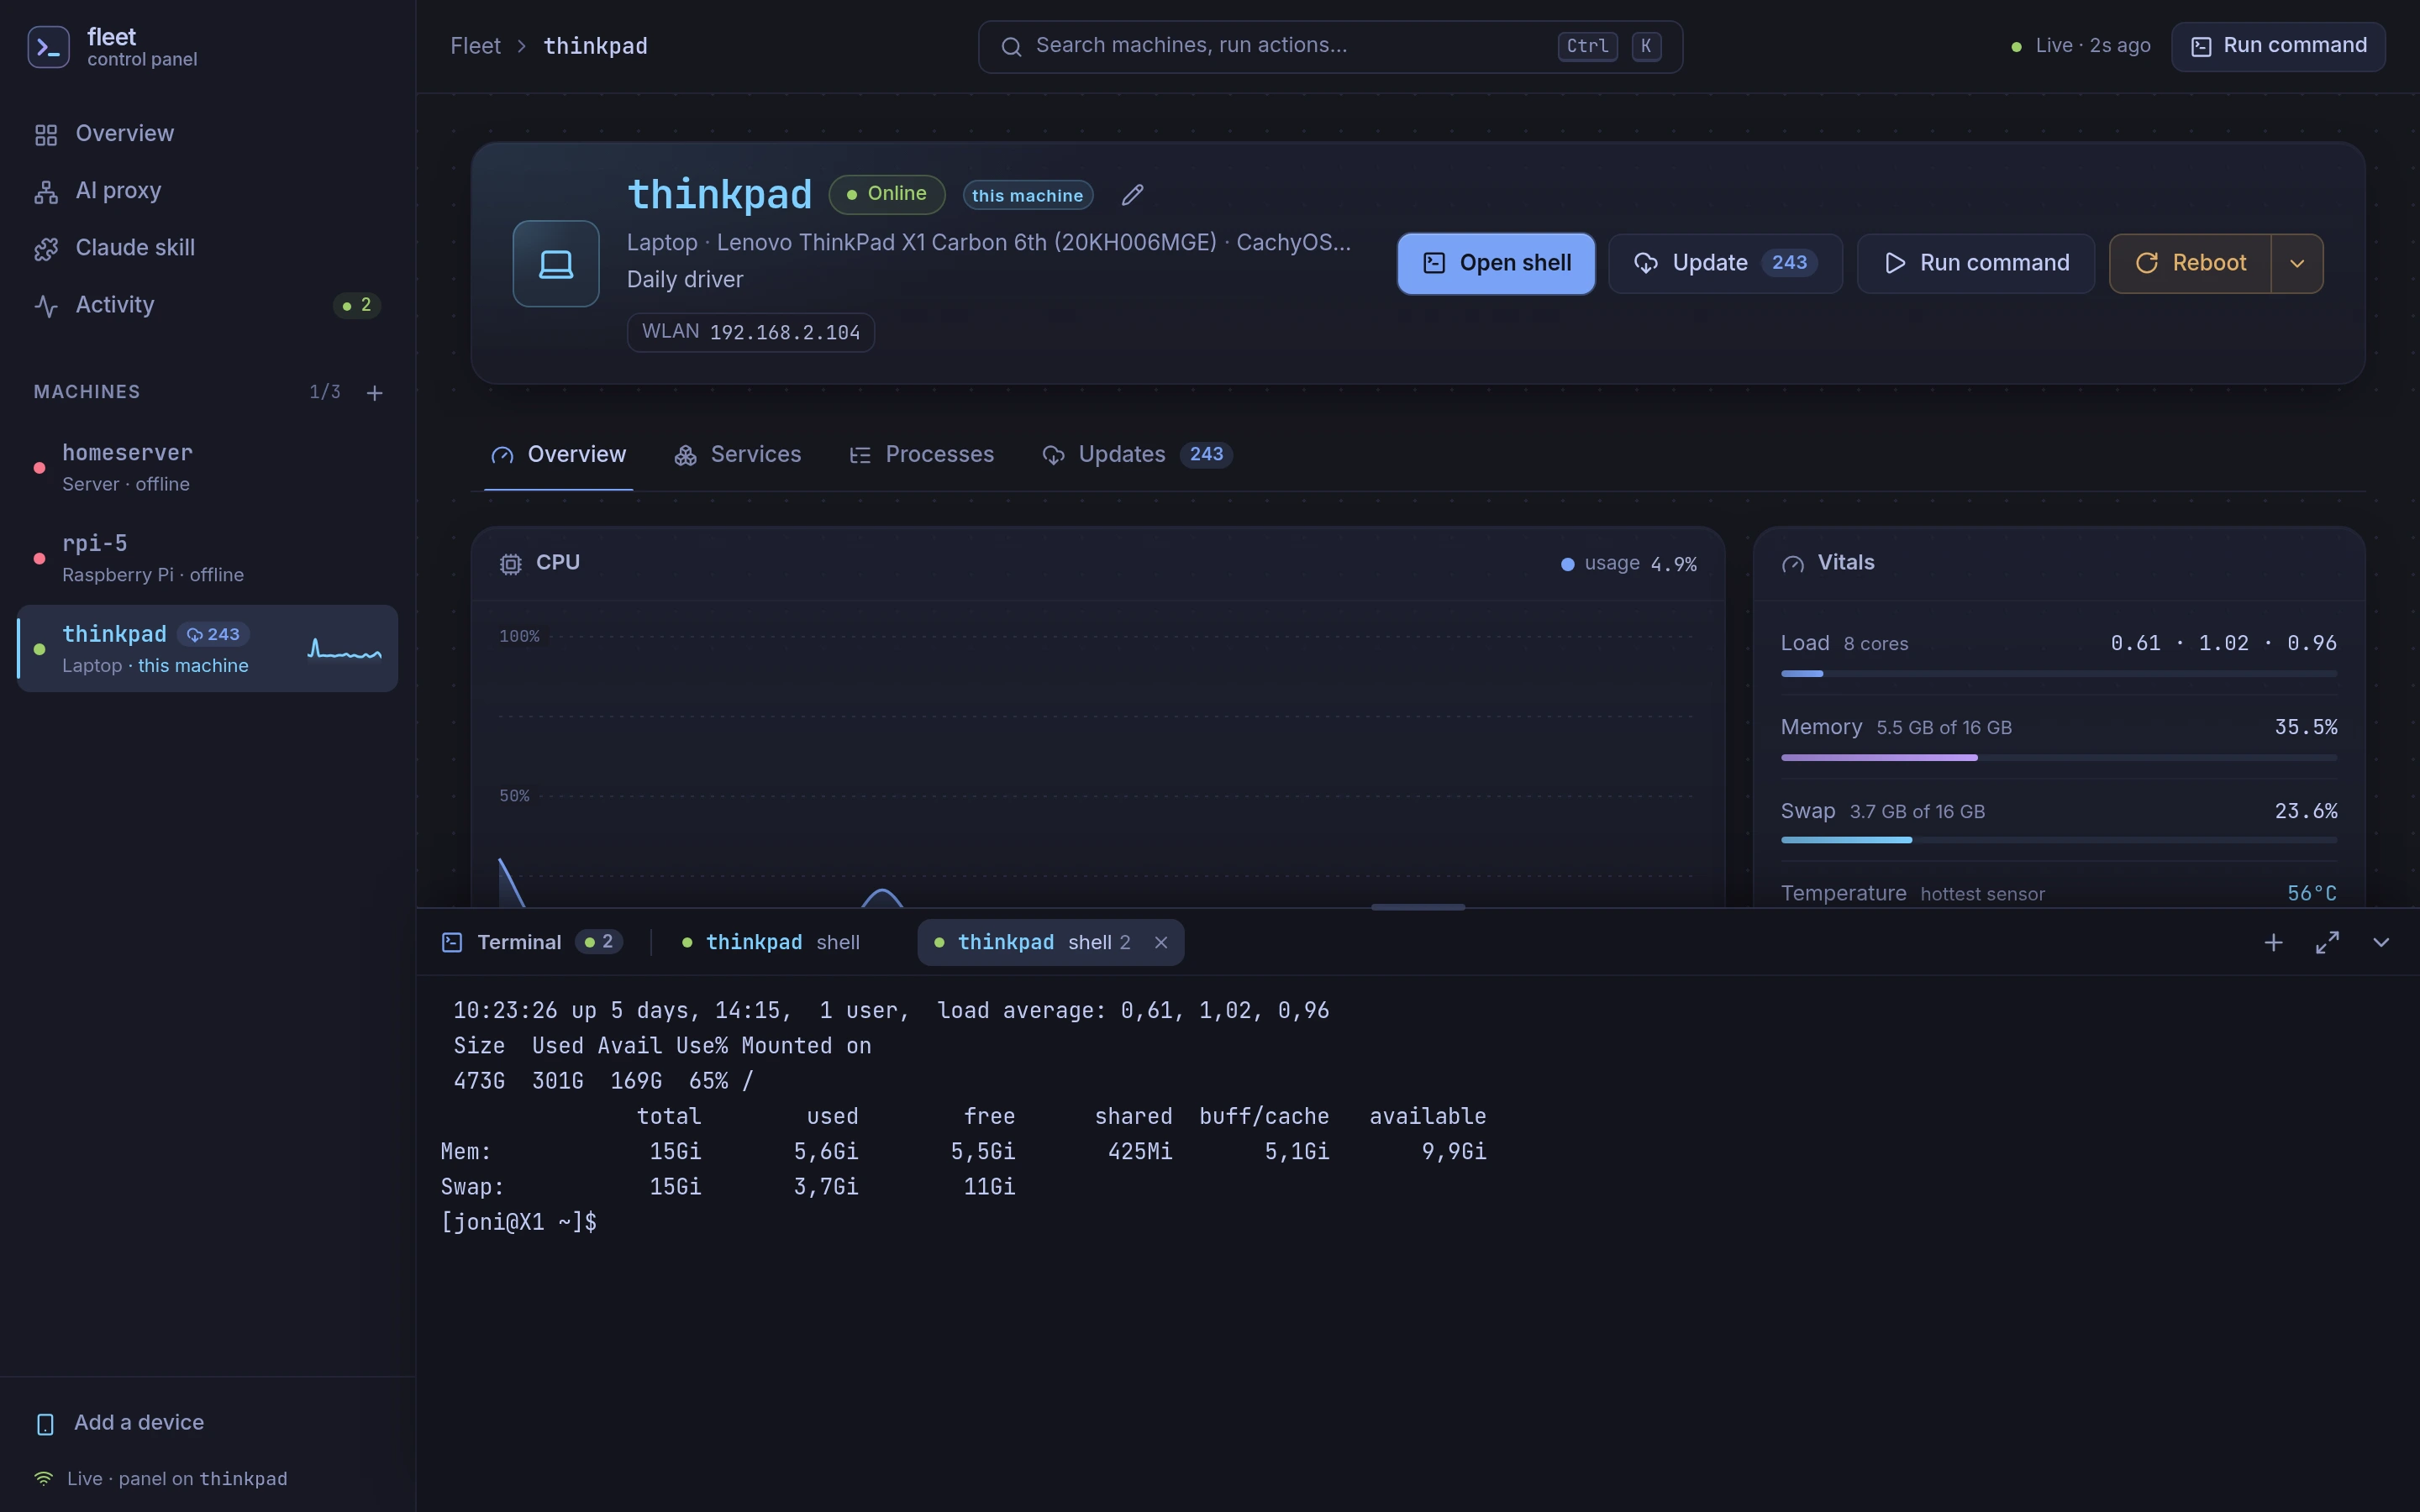 fleet
control panel
Overview
AI proxy
Claude skill
Activity 2
MACHINES 1/3
homeserver
Server · offline
rpi-5
Raspberry Pi · offline
thinkpad 243
Laptop · this machine
Add a device
Live · panel on thinkpad
Fleet > thinkpad
Search machines, run actions...
Ctrl K
Live · 2s ago
Run command
thinkpad Online this machine
Laptop · Lenovo ThinkPad X1 Carbon 6th (20KH006MGE) · CachyOS...
Daily driver
WLAN 192.168.2.104
Open shell
Update 243
Run command
Reboot
Overview Services Processes Updates 243
CPU usage 4.9%
100%
50%
Vitals
Load 8 cores 0.61 · 1.02 · 0.96
Memory 5.5 GB of 16 GB 35.5%
Swap 3.7 GB of 16 GB 23.6%
Temperature hottest sensor 56°C
Terminal 2 thinkpad shell thinkpad shell 2
10:23:26 up 5 days, 14:15,  1 user,  load average: 0,61, 1,02, 0,96
Size  Used Avail Use% Mounted on
473G  301G  169G  65% /
total        used        free      shared  buff/cache   available
Mem:            15Gi       5,6Gi       5,5Gi       425Mi       5,1Gi       9,9Gi
Swap:           15Gi       3,7Gi        11Gi
[joni@X1 ~]$